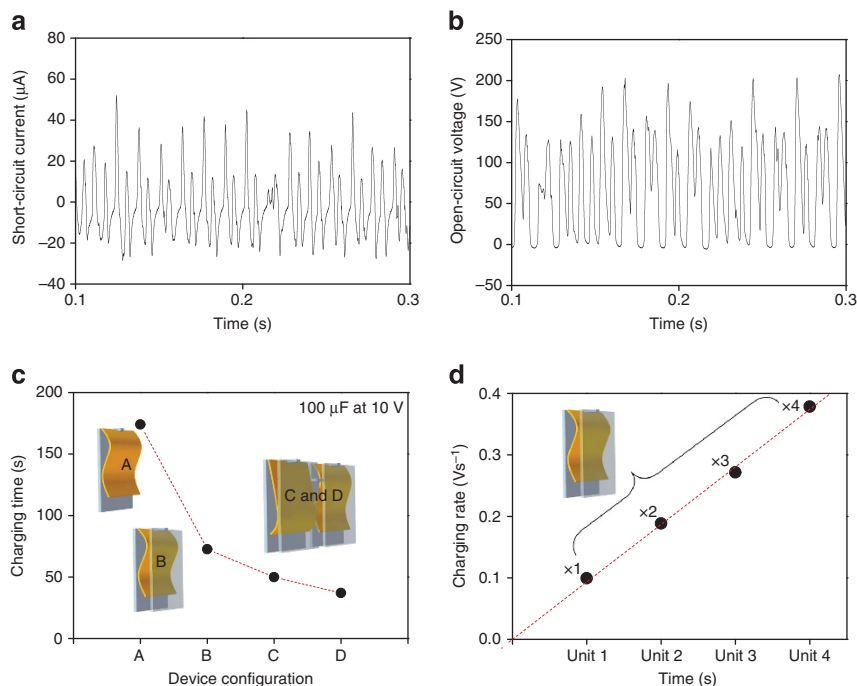 a
80
60
40
20
0
–20
–40
Short-circuit current (μA)
0.1
0.2
0.3
Time (s)
b
250
200
150
100
50
0
–50
Open-circuit voltage (V)
0.1
0.2
0.3
Time (s)
c
200
150
100
50
0
Charging time (s)
100 μF at 10 V
A
B
C and D
A
B
C
D
Device configuration
d
0.4
0.3
0.2
0.1
0.0
Charging rate (Vs⁻¹)
×4
×3
×2
×1
Unit 1
Unit 2
Unit 3
Unit 4
Time (s)